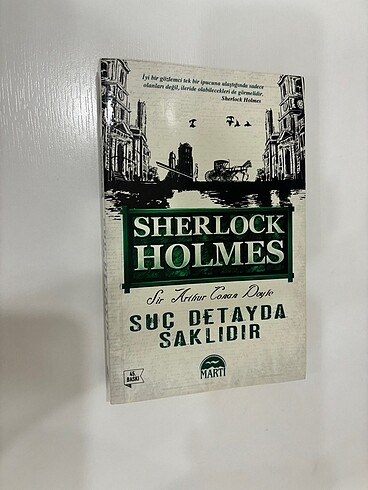 İyi bir gözlemci tek bir ipucuna ulaştığında sadece
olanları değil, ileride olabilecekleri de görmelidir.
Sherlock Holmes
SHERLOCK
HOLMES
Sir Arthur Conan Doyle
SUÇ DETAYDA
SAKLIDIR
45.
BASKI
MARTI